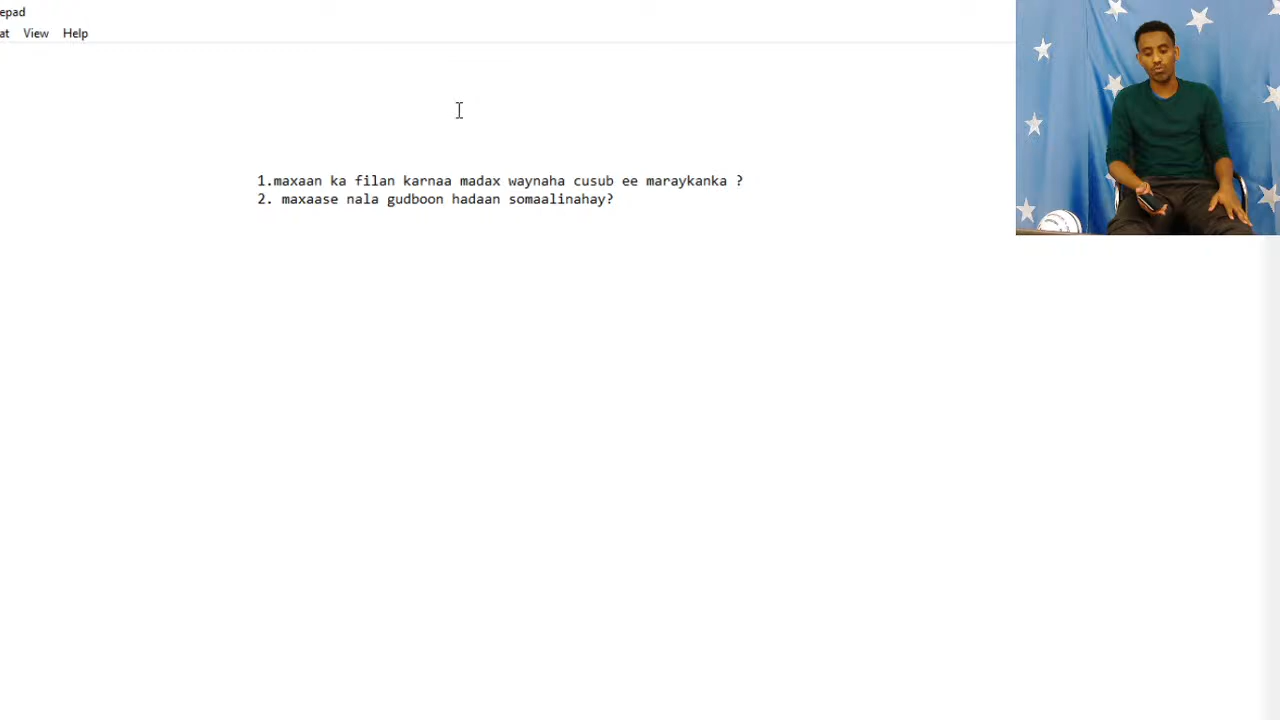 epad
at View Help
1.maxaan ka filan karnaa madax waynaha cusub ee maraykanka ?
2. maxaase nala gudboon hadaan somaalinahay?